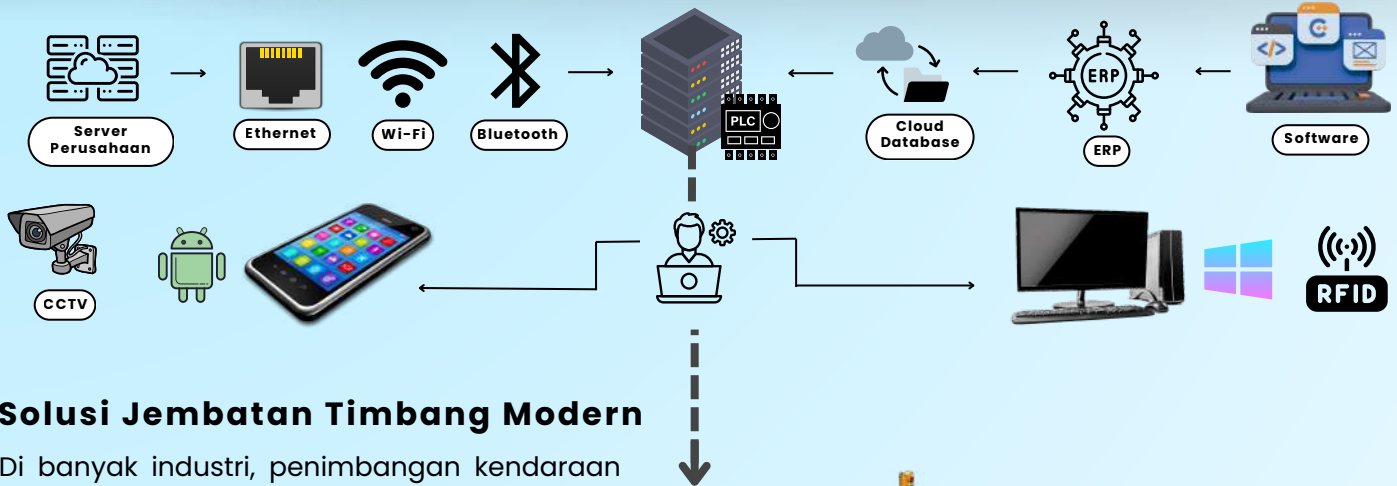 Server
Perusahaan
Ethernet
Wi-Fi
Bluetooth
PLC
Cloud
Database
ERP
ERP
Software
CCTV
RFID
Solusi Jembatan Timbang Modern
Di banyak industri, penimbangan kendaraan